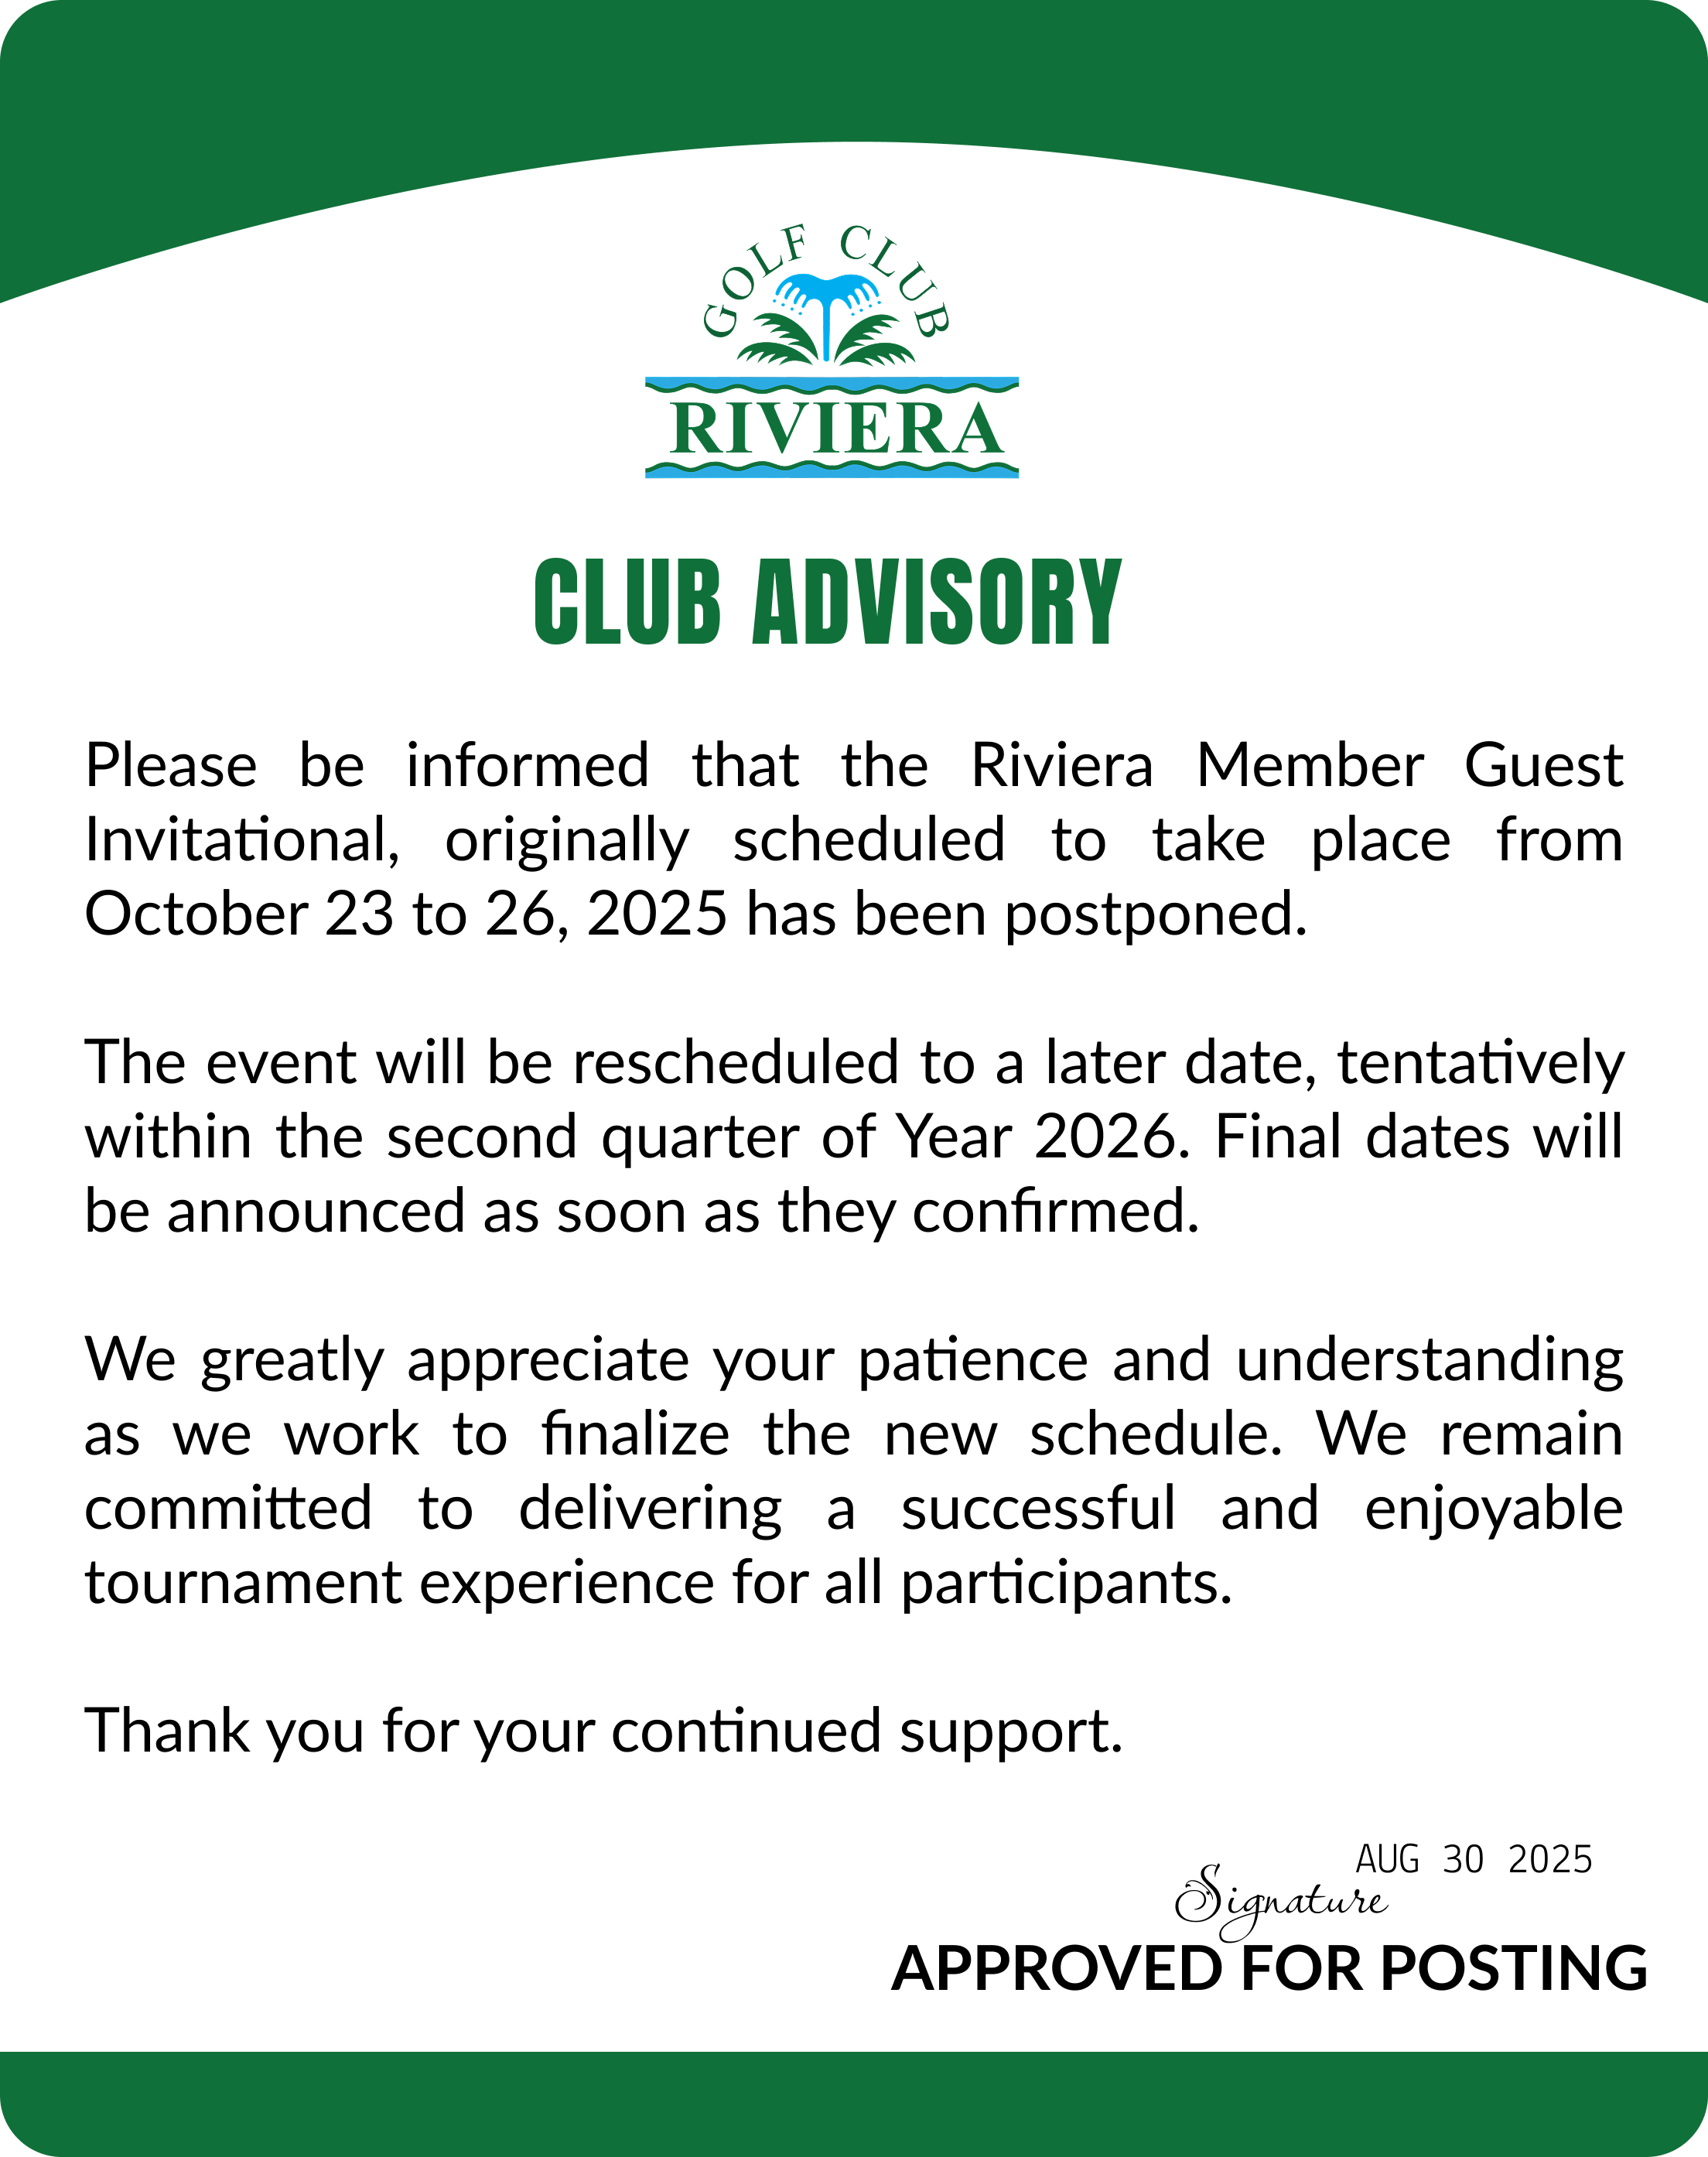 GOLF CLUB
RIVIERA
CLUB ADVISORY
Please be informed that the Riviera Member Guest
Invitational, originally scheduled to take place from
October 23 to 26, 2025 has been postponed.
The event will be rescheduled to a later date, tentatively
within the second quarter of Year 2026. Final dates will
be announced as soon as they confirmed.
We greatly appreciate your patience and understanding
as we work to finalize the new schedule. We remain
committed to delivering a successful and enjoyable
tournament experience for all participants.
Thank you for your continued support.
AUG 30 2025
Signature
APPROVED FOR POSTING